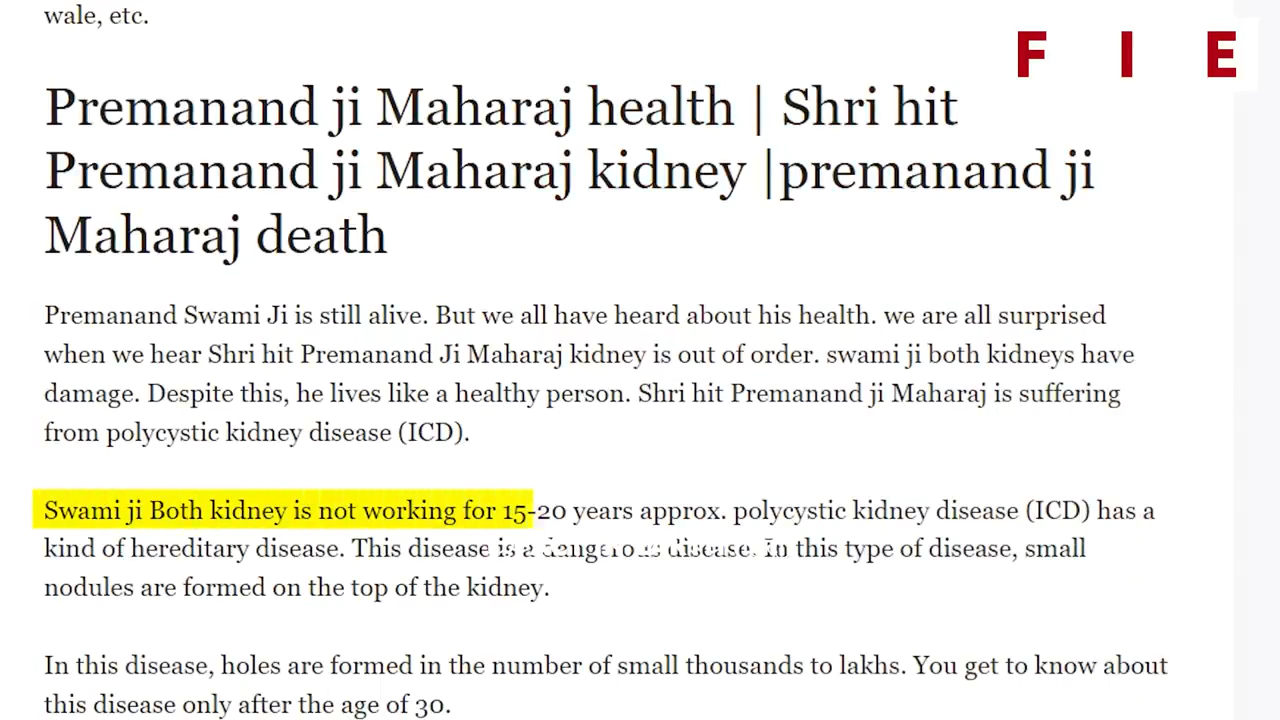 wale, etc.
F I E
Premanand ji Maharaj health | Shri hit
Premanand ji Maharaj kidney |premanand ji
Maharaj death
Premanand Swami Ji is still alive. But we all have heard about his health. we are all surprised
when we hear Shri hit Premanand Ji Maharaj kidney is out of order. swami ji both kidneys have
damage. Despite this, he lives like a healthy person. Shri hit Premanand ji Maharaj is suffering
from polycystic kidney disease (ICD).
Swami ji Both kidney is not working for 15-20 years approx. polycystic kidney disease (ICD) has a
kind of hereditary disease. This disease is a dangerous disease. In this type of disease, small
nodules are formed on the top of the kidney.
In this disease, holes are formed in the number of small thousands to lakhs. You get to know about
this disease only after the age of 30.